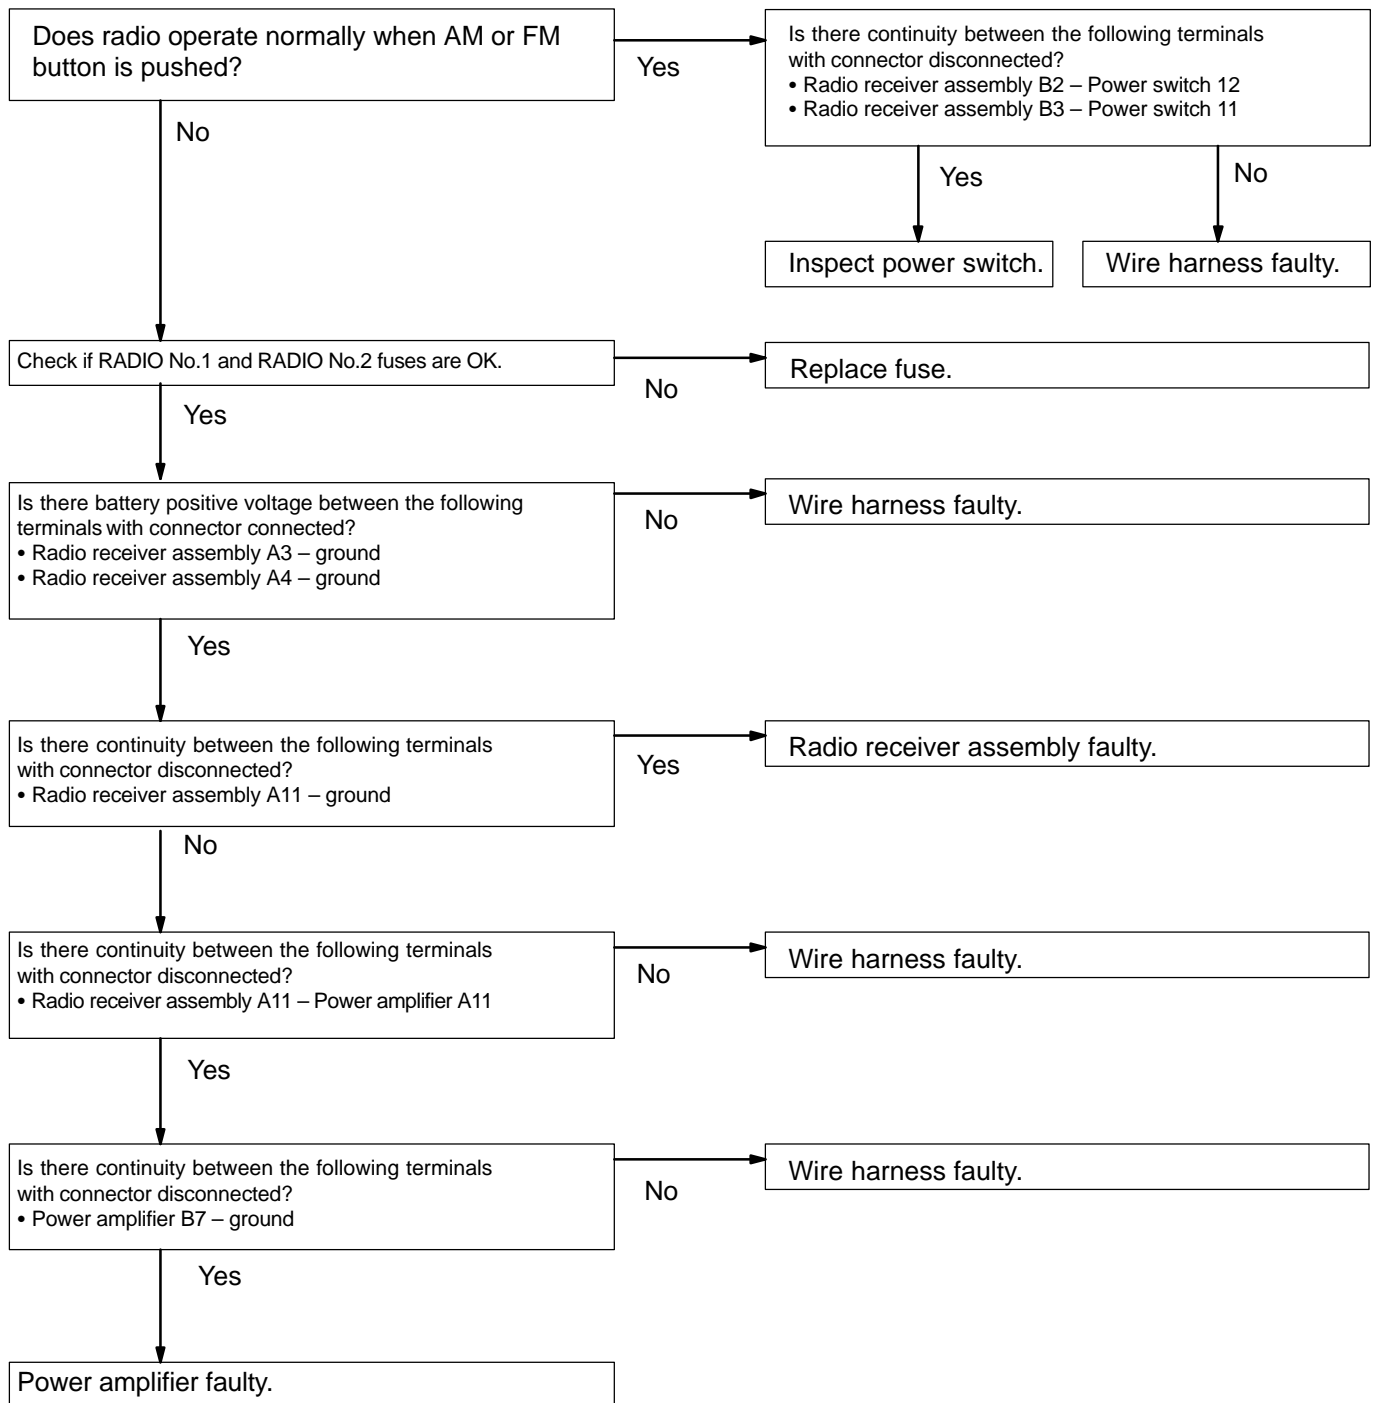 Does radio operate normally when AM or FM
button is pushed?
Yes
Is there continuity between the following terminals
with connector disconnected?
• Radio receiver assembly B2 – Power switch 12
• Radio receiver assembly B3 – Power switch 11
No
Yes
No
Inspect power switch.
Wire harness faulty.
Check if RADIO No.1 and RADIO No.2 fuses are OK.
No
Replace fuse.
Yes
Is there battery positive voltage between the following
terminals with connector connected?
• Radio receiver assembly A3 – ground
• Radio receiver assembly A4 – ground
No
Wire harness faulty.
Yes
Is there continuity between the following terminals
with connector disconnected?
• Radio receiver assembly A11 – ground
Yes
Radio receiver assembly faulty.
No
Is there continuity between the following terminals
with connector disconnected?
• Radio receiver assembly A11 – Power amplifier A11
No
Wire harness faulty.
Yes
Is there continuity between the following terminals
with connector disconnected?
• Power amplifier B7 – ground
No
Wire harness faulty.
Yes
Power amplifier faulty.